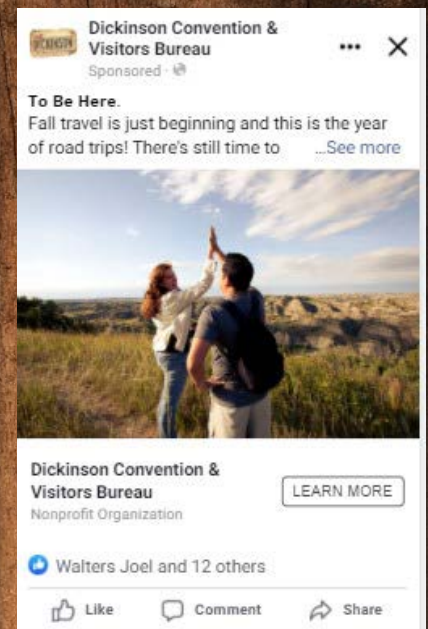 DICKINSON
Dickinson Convention &
Visitors Bureau
Sponsored ·
To Be Here.
Fall travel is just beginning and this is the year
of road trips! There's still time to ...See more
Dickinson Convention &
Visitors Bureau
Nonprofit Organization
LEARN MORE
Walters Joel and 12 others
Like Comment Share